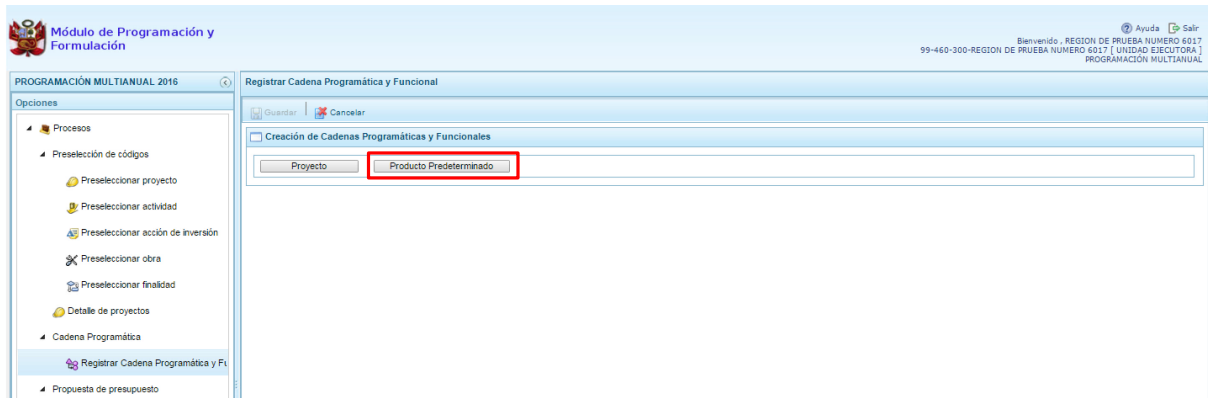 Módulo de Programación y
Formulación
Ayuda Salir
Bienvenido , REGION DE PRUEBA NUMERO 6017
99-460-300-REGION DE PRUEBA NUMERO 6017 [ UNIDAD EJECUTORA ]
PROGRAMACIÓN MULTIANUAL
PROGRAMACIÓN MULTIANUAL 2016
Opciones
Procesos
Preselección de códigos
Preseleccionar proyecto
Preseleccionar actividad
Preseleccionar acción de inversión
Preseleccionar obra
Preseleccionar finalidad
Detalle de proyectos
Cadena Programática
Registrar Cadena Programática y Fu
Propuesta de presupuesto
Registrar Cadena Programática y Funcional
Guardar Cancelar
Creación de Cadenas Programáticas y Funcionales
Proyecto Producto Predeterminado